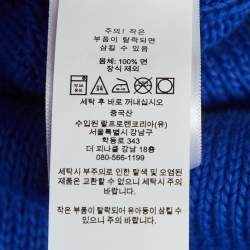 주의! 작은
부품이 탈락되면
삼킬 수 있음
몸체: 100% 면
장식 제외
세탁 후 바로 꺼내십시오
중국산
수입원 랄프로렌코리아(유)
서울특별시 강남구
학동로 343
더 피나클 강남 18층
080-566-1199
세탁시 부주의로 인한 탈색 및 오염된
제품은 교환할 수 없으니 세탁시 주의
바랍니다
작은 부품이 탈락되어 유아동이 삼킬 수
있으므로 주의 바랍니다